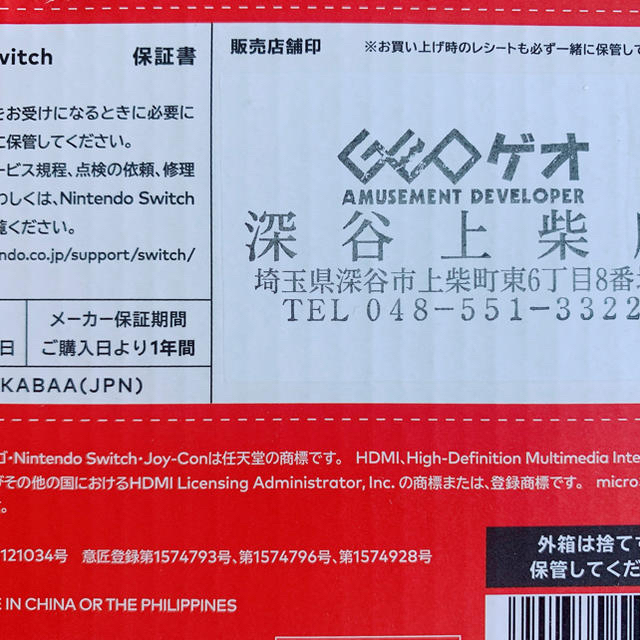 witch 保証書
をお受けになるときに必要に
に保管してください。
ービス規程、点検の依頼、修理
わしくは、Nintendo Switch
覧ください。
ndo.co.jp/support/switch/
メーカー保証期間
日 ご購入日より1年間
KABAA(JPN)
販売店舗印 ※お買い上げ時のレシートも必ず一緒に保管して
GEOゲオ
AMUSEMENT DEVELOPER
深谷上柴
埼玉県深谷市上柴町東6丁目8番
TEL 048-551-3322
ゴ・Nintendo Switch・Joy-Conは任天堂の商標です。 HDMI、High-Definition Multimedia Inte
びその他の国におけるHDMI Licensing Administrator, Inc. の商標または、登録商標です。 micro
121034号 意匠登録第1574793号、第1574796号、第1574928号
E IN CHINA OR THE PHILIPPINES
外箱は捨てず
保管してくだ